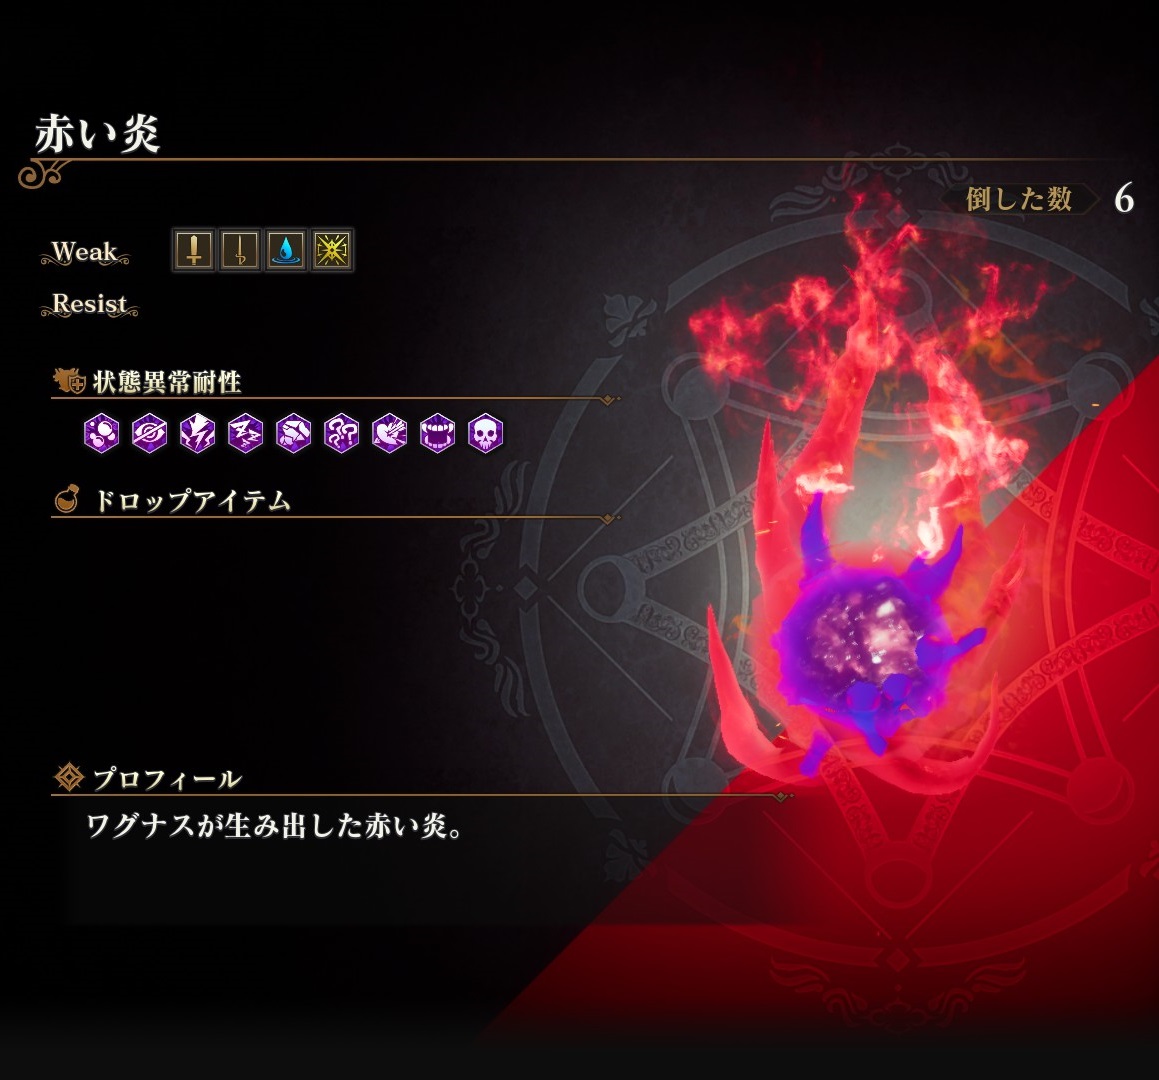 赤い炎
倒した数 6
Weak
Resist
状態異常耐性
ドロップアイテム
プロフィール
ワグナスが生み出した赤い炎。